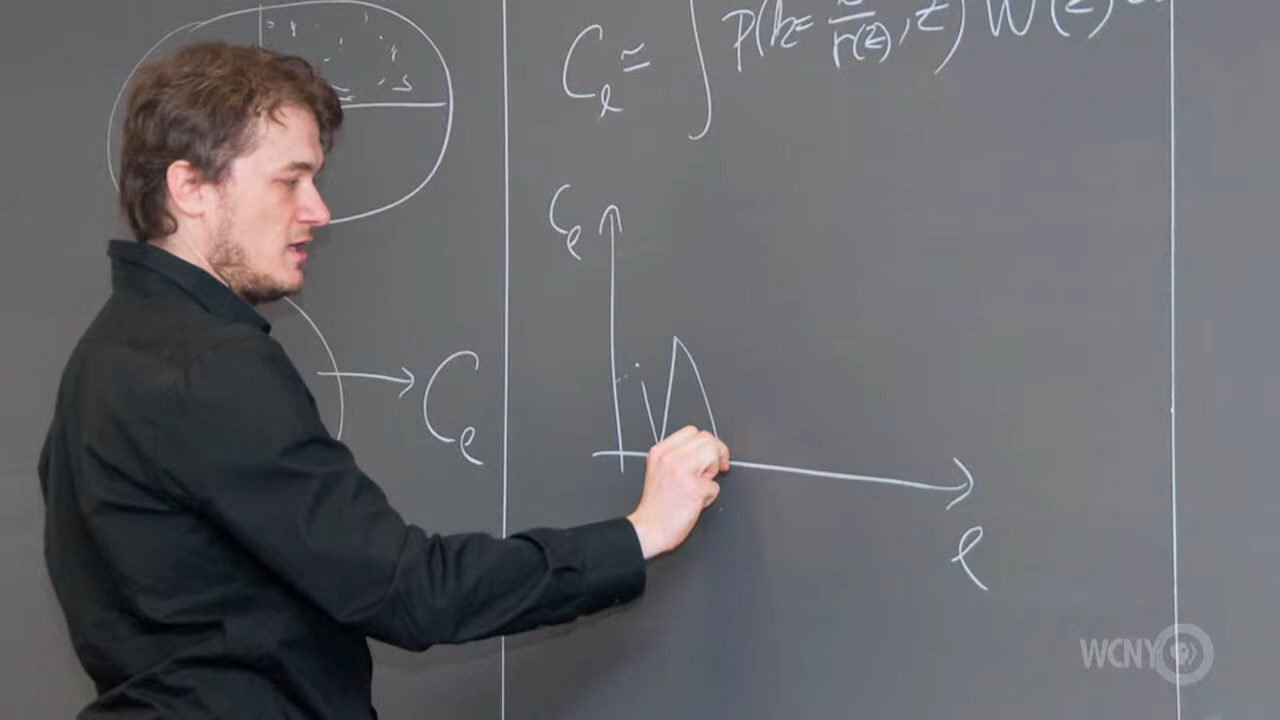 C_ℓ ≃ ∫ P(k= /r(z), z) W(z)
C_ℓ
C_ℓ
ℓ
WCNY